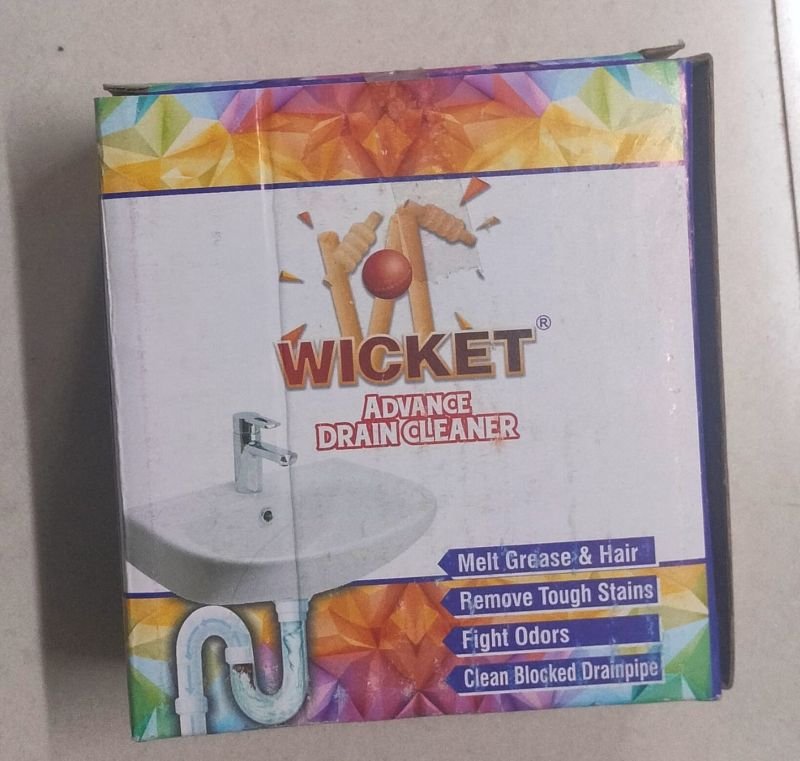 WICKET®
ADVANCE
DRAIN CLEANER
Melt Grease & Hair
Remove Tough Stains
Fight Odors
Clean Blocked Drainpipe